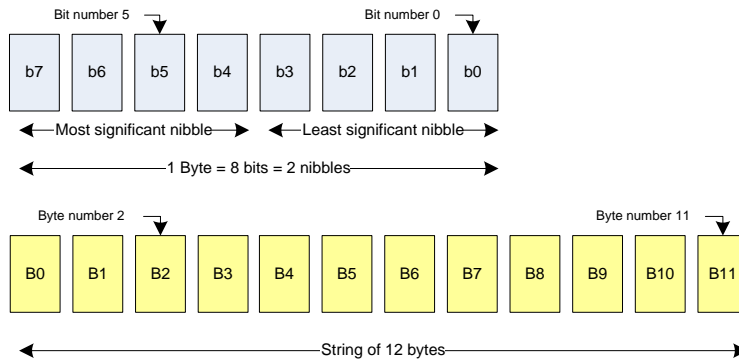 Bit number 5 Bit number 0
b7 b6 b5 b4 b3 b2 b1 b0
Most significant nibble Least significant nibble
1 Byte = 8 bits = 2 nibbles
Byte number 2 Byte number 11
B0 B1 B2 B3 B4 B5 B6 B7 B8 B9 B10 B11
String of 12 bytes